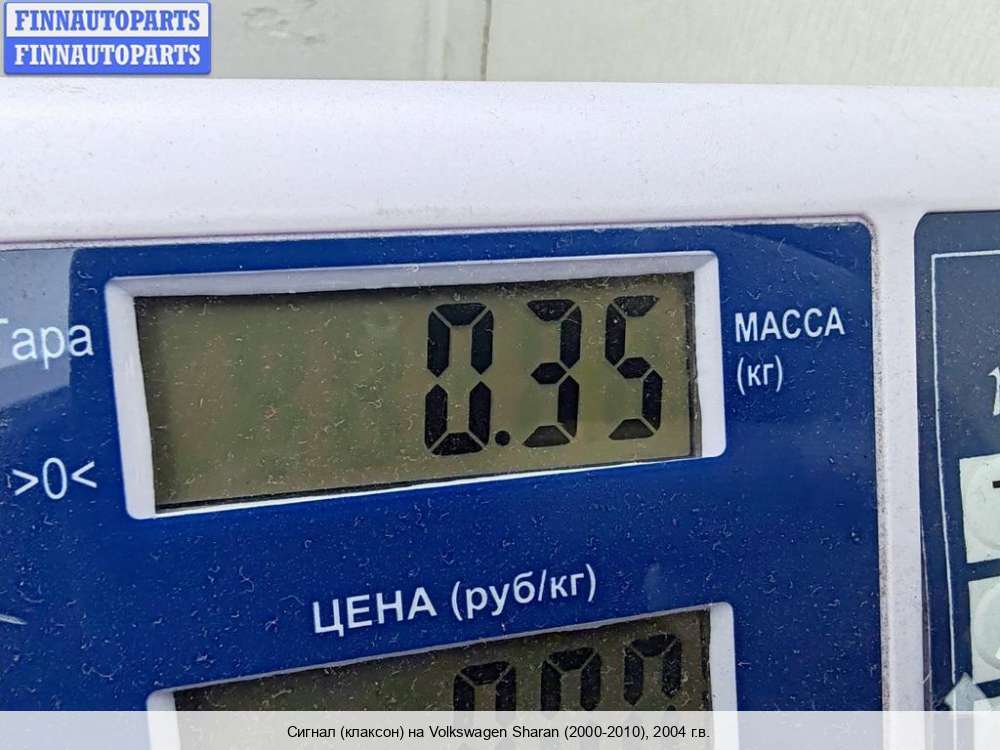 FINNAUTOPARTS
FINNAUTOPARTS
0.35
МАССА
(кг)
Тара
>0<
ЦЕНА (руб/кг)
Сигнал (клаксон) на Volkswagen Sharan (2000-2010), 2004 г.в.